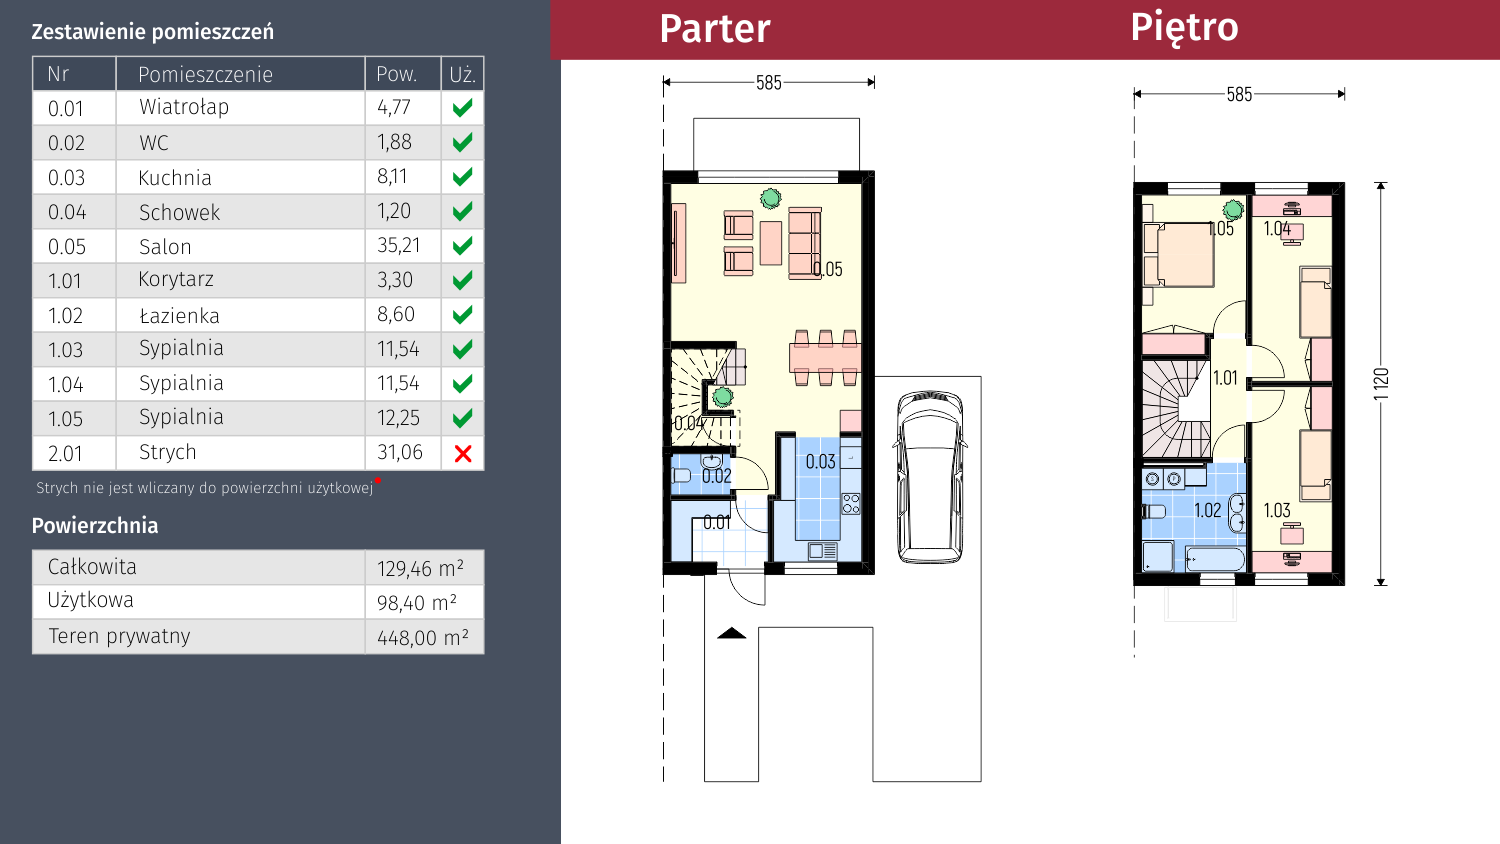 Zestawienie pomieszczeń
Nr Pomieszczenie Pow. Uż.
0.01 Wiatrołap 4,77
0.02 WC 1,88
0.03 Kuchnia 8,11
0.04 Schowek 1,20
0.05 Salon 35,21
1.01 Korytarz 3,30
1.02 Łazienka 8,60
1.03 Sypialnia 11,54
1.04 Sypialnia 11,54
1.05 Sypialnia 12,25
2.01 Strych 31,06
Strych nie jest wliczany do powierzchni użytkowej
Powierzchnia
Całkowita 129,46 m²
Użytkowa 98,40 m²
Teren prywatny 448,00 m²
Parter
585
0.05
0.04
0.03
0.02
0.01
Piętro
585
1.05
1.04
1.01
1 120
1.02
1.03